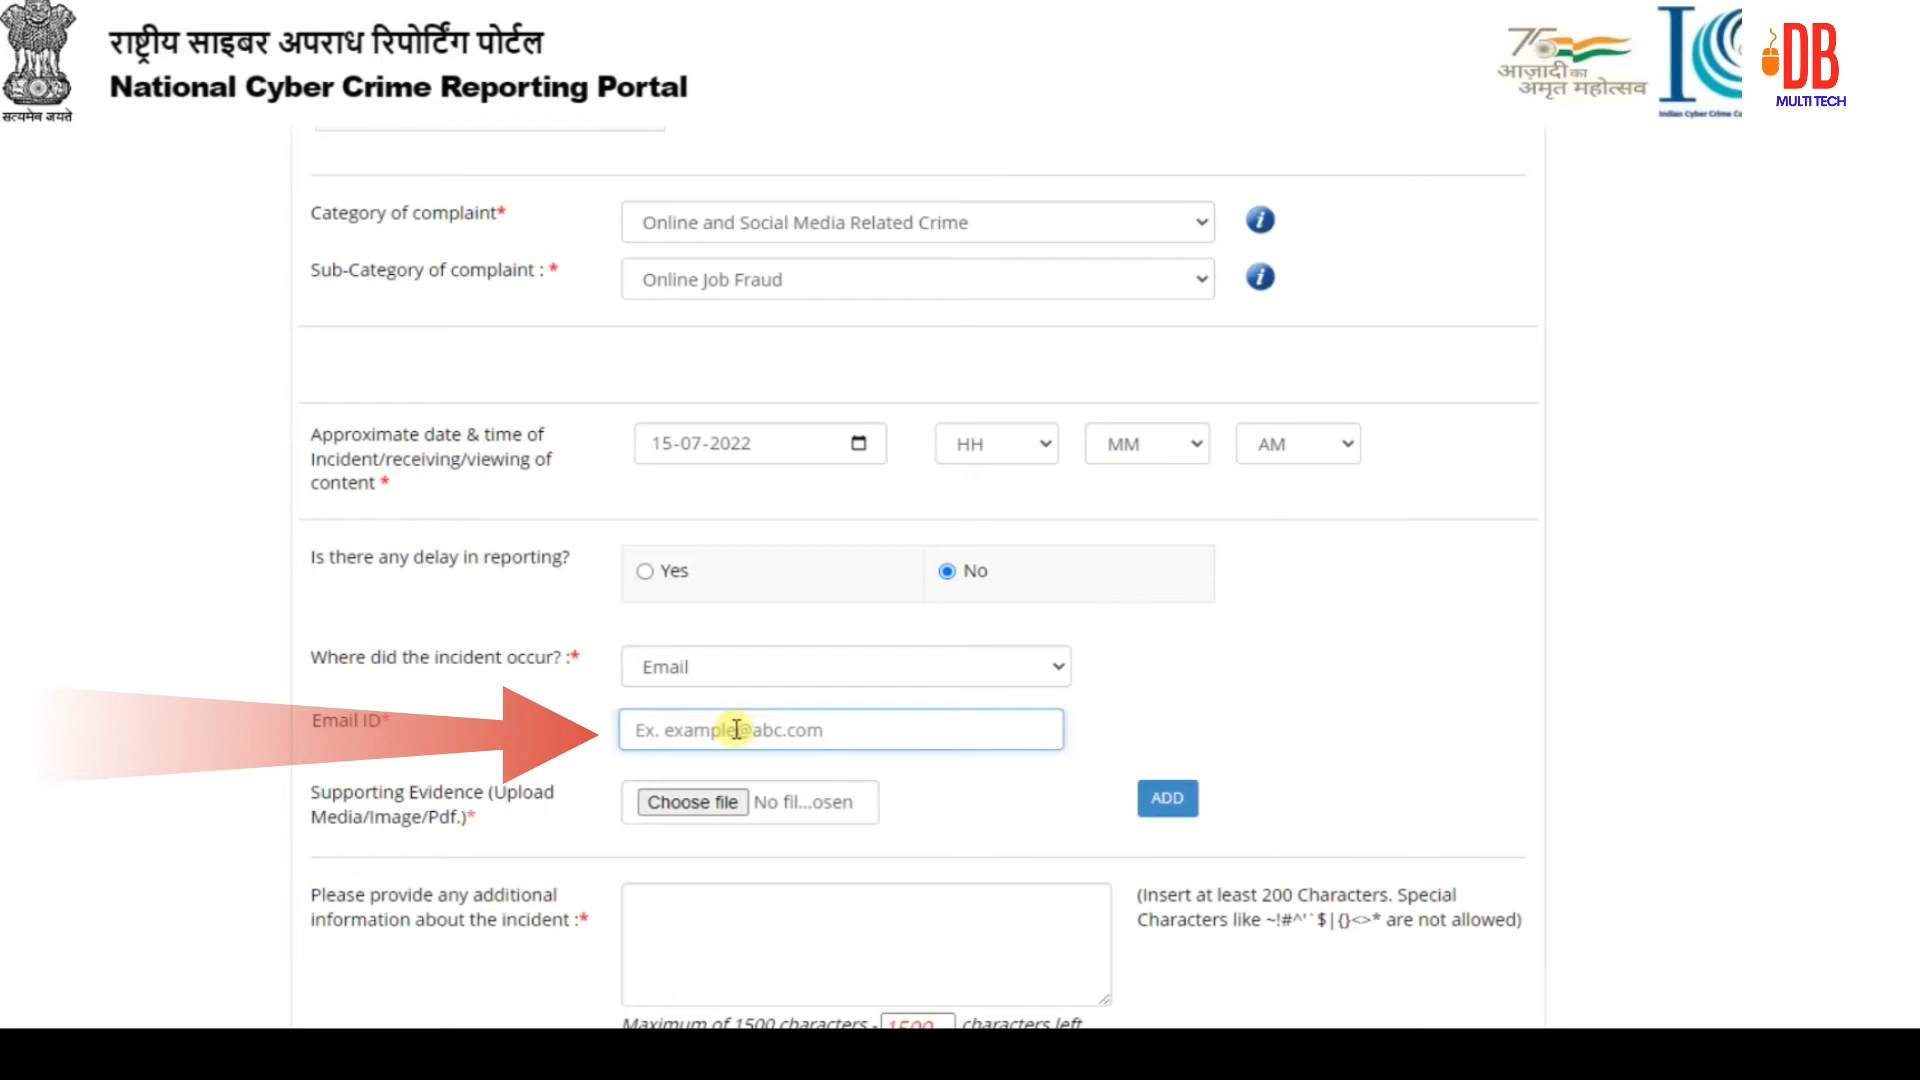 राष्ट्रीय साइबर अपराध रिपोर्टिंग पोर्टल
National Cyber Crime Reporting Portal
सत्यमेव जयते
75
आज़ादी का
अमृत महोत्सव
Indian Cyber Crime
DB
MULTI TECH
Category of complaint*
Online and Social Media Related Crime
i
Sub-Category of complaint : *
Online Job Fraud
i
Approximate date & time of
Incident/receiving/viewing of
content *
15-07-2022
HH
MM
AM
Is there any delay in reporting?
Yes
No
Where did the incident occur? :*
Email
Email ID*
Ex. example@abc.com
Supporting Evidence (Upload
Media/Image/Pdf.)*
Choose file No fil...osen
ADD
Please provide any additional
information about the incident :*
(Insert at least 200 Characters. Special
Characters like ~!#^'`$|{}<>* are not allowed)
Maximum of 1500 characters - 1500 characters left